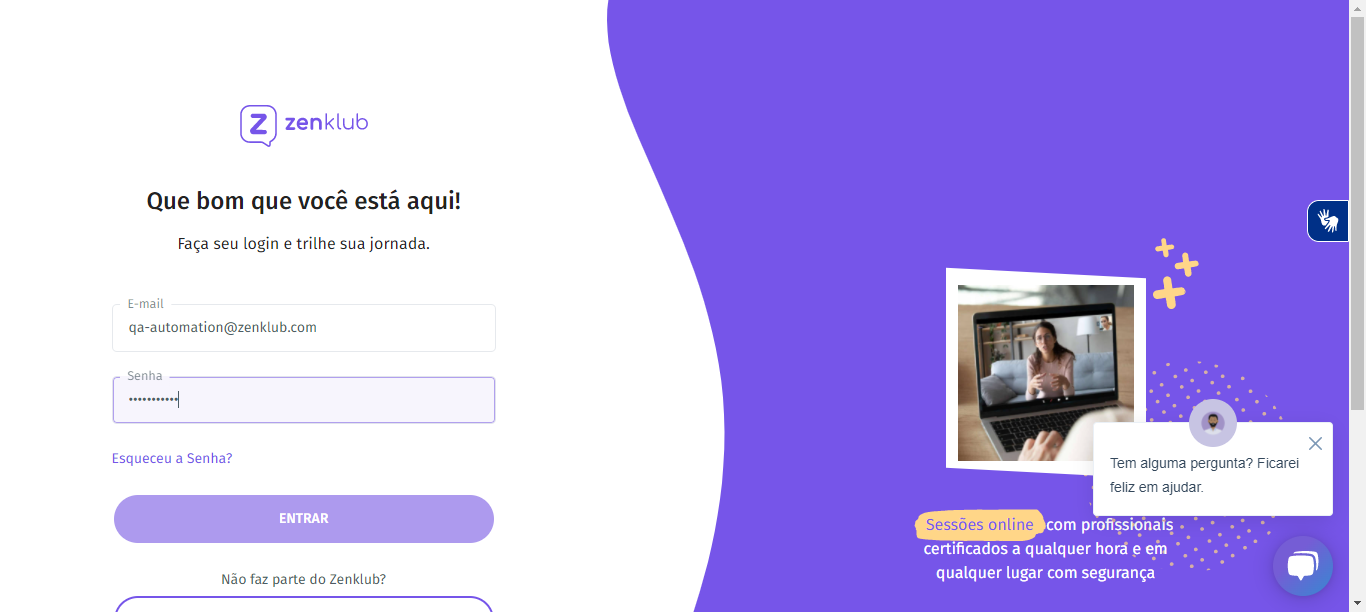 zenklub
Que bom que você está aqui!
Faça seu login e trilhe sua jornada.
E-mail
qa-automation@zenklub.com
Senha
•••••••••••
Esqueceu a Senha?
ENTRAR
Não faz parte do Zenklub?
Tem alguma pergunta? Ficarei
feliz em ajudar.
Sessões online com profissionais
certificados a qualquer hora e em
qualquer lugar com segurança